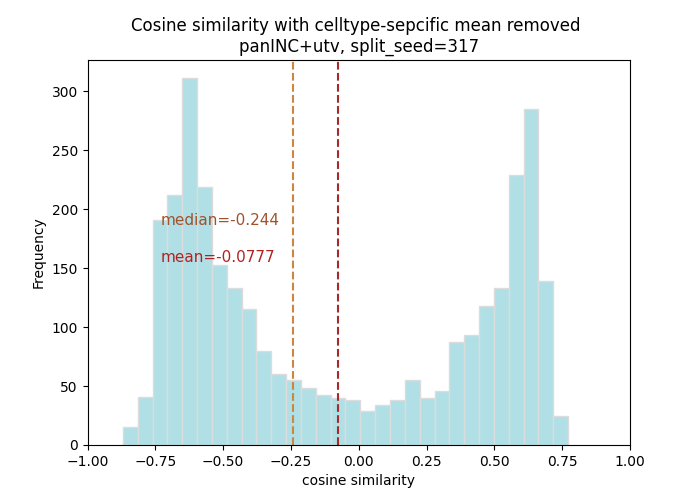 Cosine similarity with celltype-sepcific mean removed
panINC+utv, split_seed=317
300
250
200
150
100
50
0
Frequency
median=-0.244
mean=-0.0777
−1.00 −0.75 −0.50 −0.25 0.00 0.25 0.50 0.75 1.00
cosine similarity